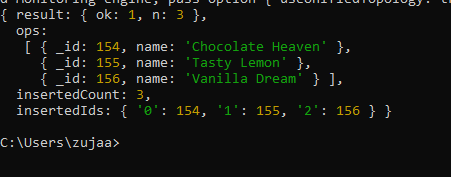 d Monitoring engine, pass option { useUnifiedTopology: t
{ result: { ok: 1, n: 3 },
  ops:
   [ { _id: 154, name: 'Chocolate Heaven' },
     { _id: 155, name: 'Tasty Lemon' },
     { _id: 156, name: 'Vanilla Dream' } ],
  insertedCount: 3,
  insertedIds: { '0': 154, '1': 155, '2': 156 } }
C:\Users\zujaa>